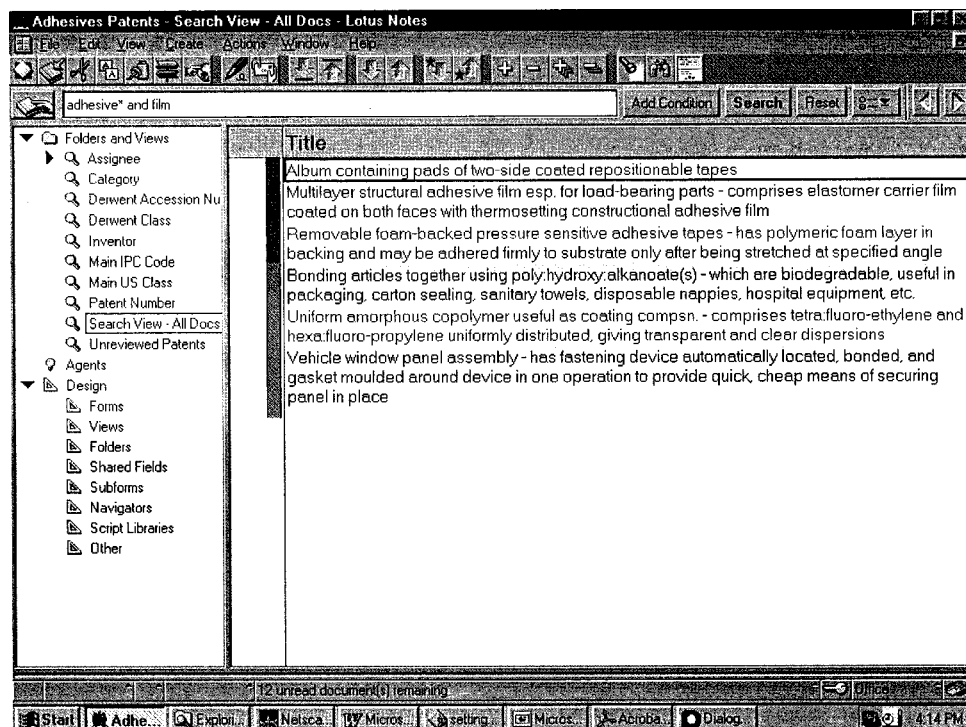 Adhesives Patents - Search View - All Docs - Lotus Notes
File Edit View Create Actions Window Help
adhesive* and film
Add Condition Search Reset
Folders and Views
Assignee
Category
Derwent Accession Nu
Derwent Class
Inventor
Main IPC Code
Main US Class
Patent Number
Search View - All Docs
Unreviewed Patents
Agents
Design
Forms
Views
Folders
Shared Fields
Subforms
Navigators
Script Libraries
Other
Title
Album containing pads of two-side coated repositionable tapes
Multilayer structural adhesive film esp. for load-bearing parts - comprises elastomer carrier film
coated on both faces with thermosetting constructional adhesive film
Removable foam-backed pressure sensitive adhesive tapes - has polymeric foam layer in
backing and may be adhered firmly to substrate only after being stretched at specified angle
Bonding articles together using poly:hydroxy:alkanoate(s) - which are biodegradable, useful in
packaging, carton sealing, sanitary towels, disposable nappies, hospital equipment, etc.
Uniform amorphous copolymer useful as coating compsn. - comprises tetra:fluoro-ethylene and
hexa:fluoro-propylene uniformly distributed, giving transparent and clear dispersions
Vehicle window panel assembly - has fastening device automatically located, bonded, and
gasket moulded around device in one operation to provide quick, cheap means of securing
panel in place
12 unread document(s) remaining
Office
Start Adhe... Explori... Netsca... Micros... setting... Micros... Acroba... Dialog... 4:14 PM